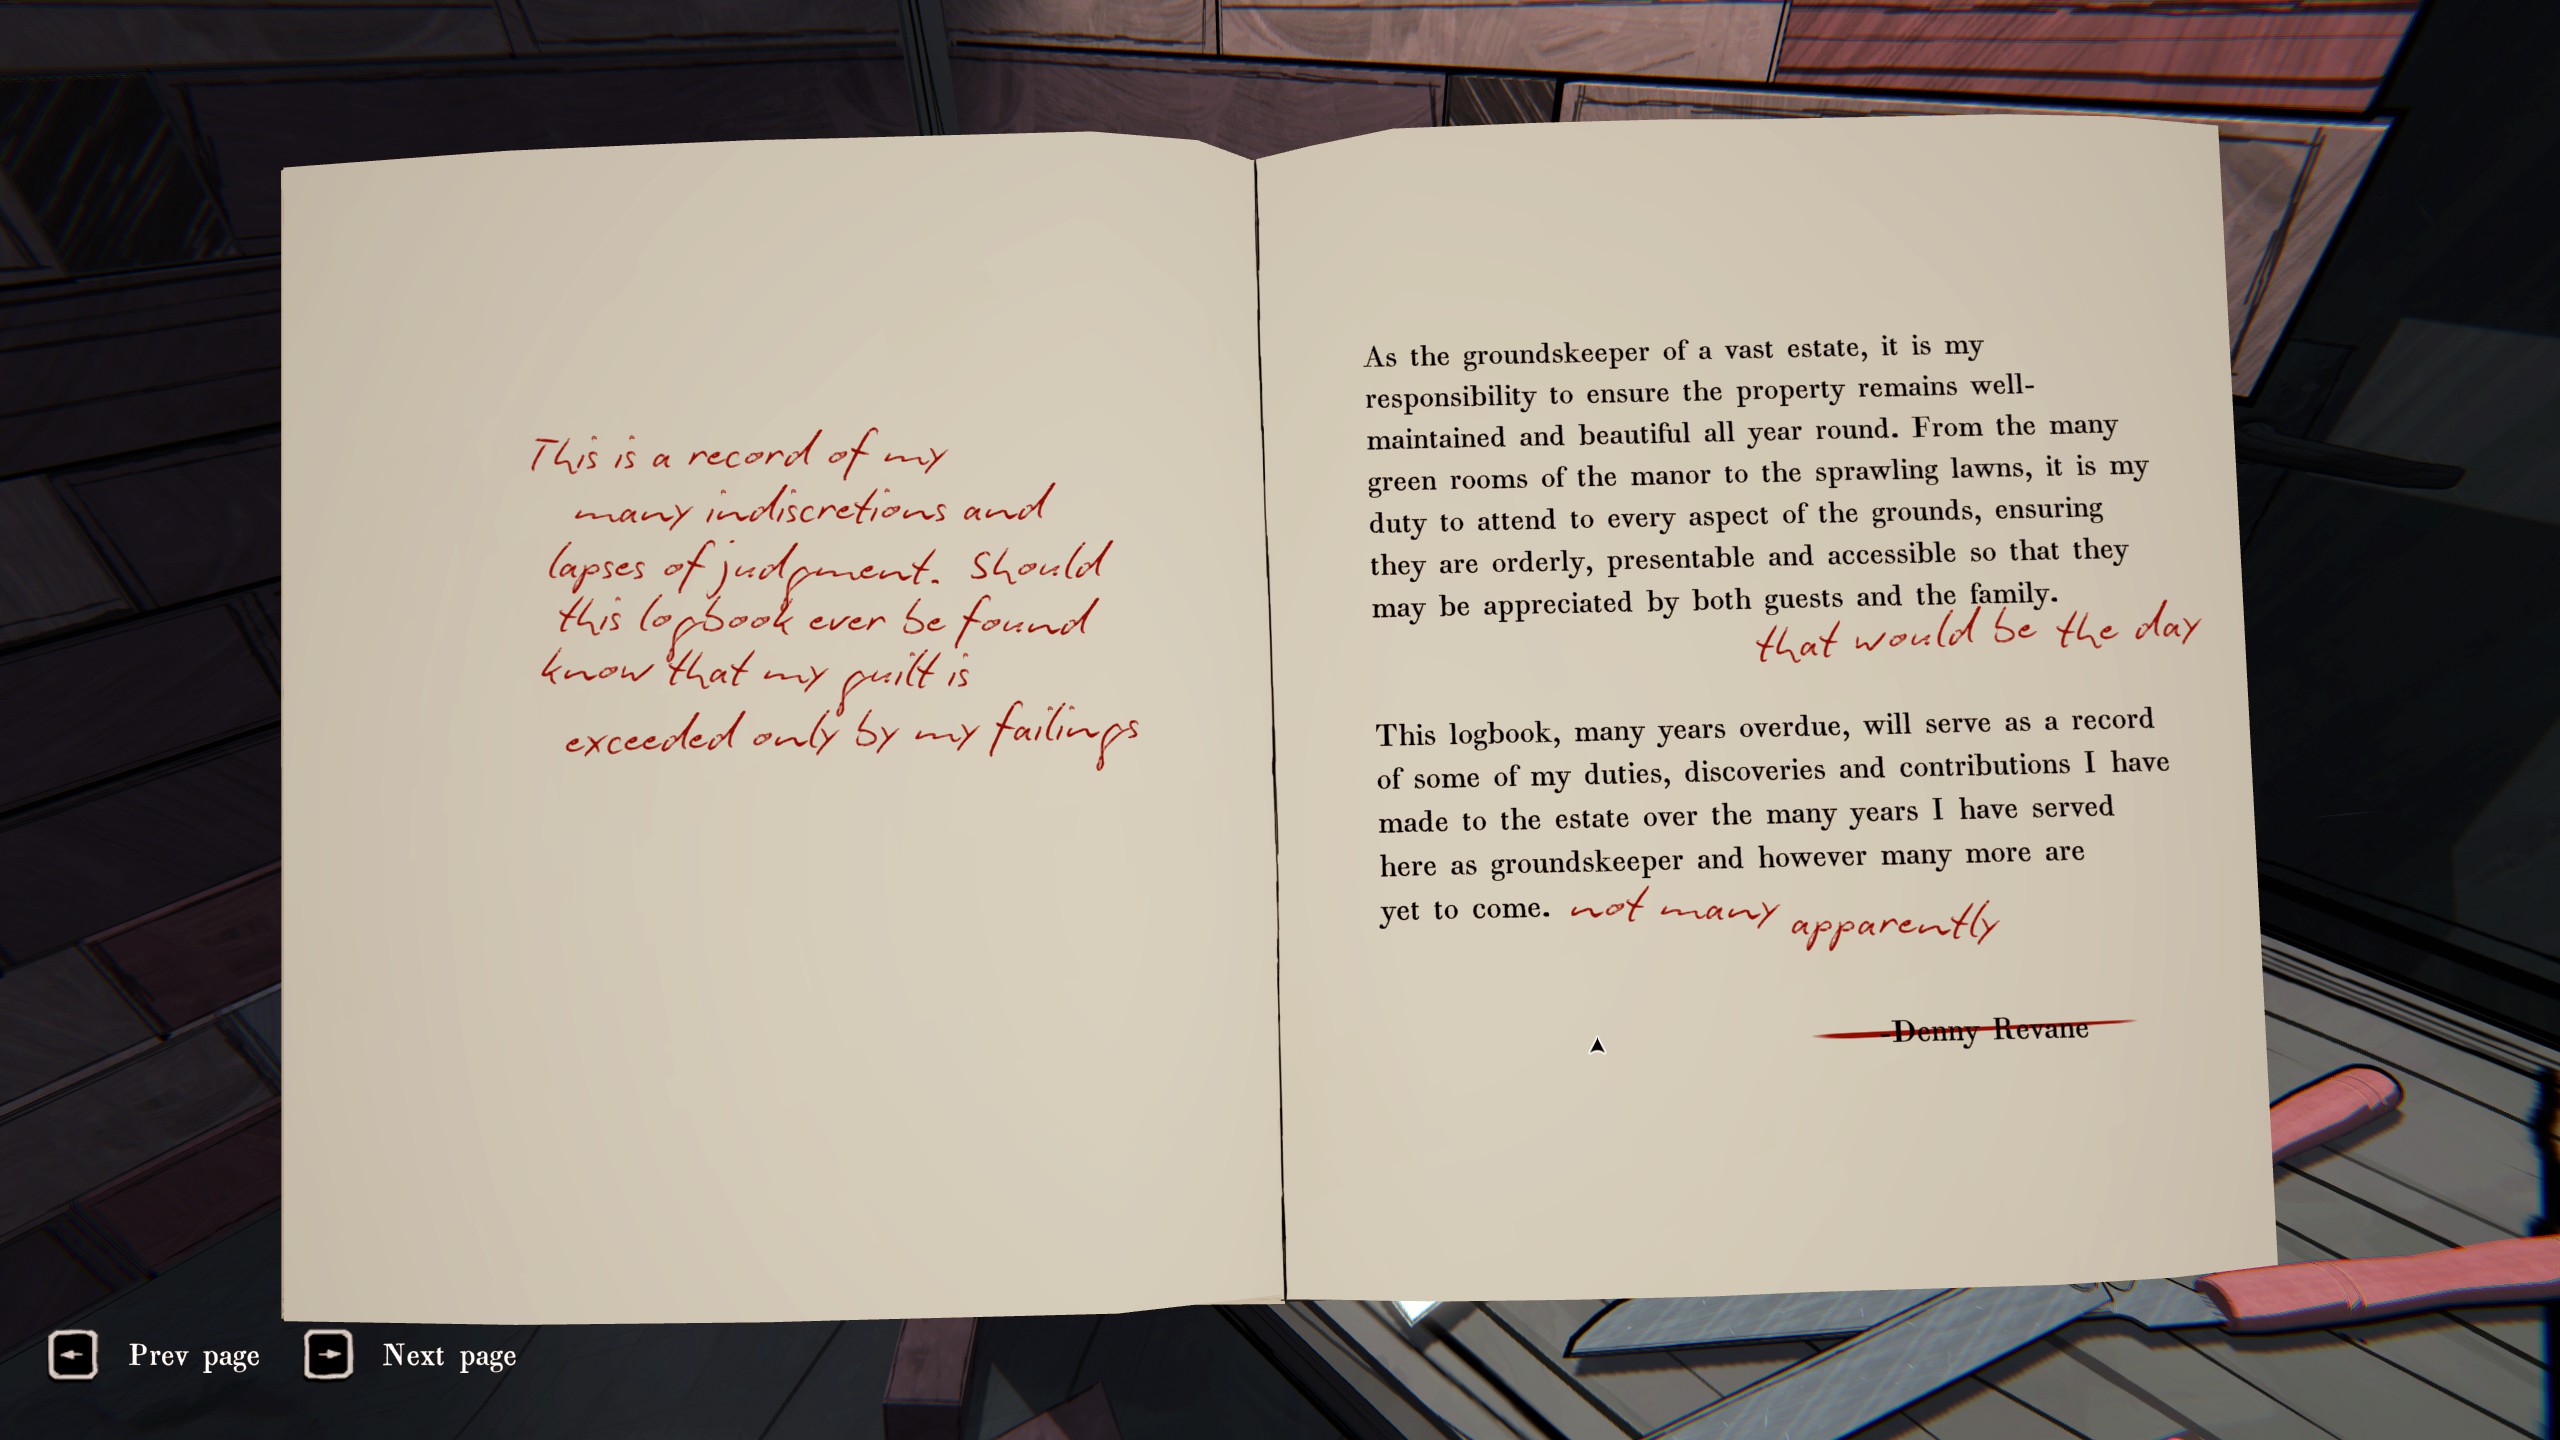 This is a record of my
many indiscretions and
lapses of judgment. Should
this logbook ever be found
know that my guilt is
exceeded only by my failings
As the groundskeeper of a vast estate, it is my
responsibility to ensure the property remains well-
maintained and beautiful all year round. From the many
green rooms of the manor to the sprawling lawns, it is my
duty to attend to every aspect of the grounds, ensuring
they are orderly, presentable and accessible so that they
may be appreciated by both guests and the family.
that would be the day
This logbook, many years overdue, will serve as a record
of some of my duties, discoveries and contributions I have
made to the estate over the many years I have served
here as groundskeeper and however many more are
yet to come. not many apparently
-Denny Revane
Prev page Next page